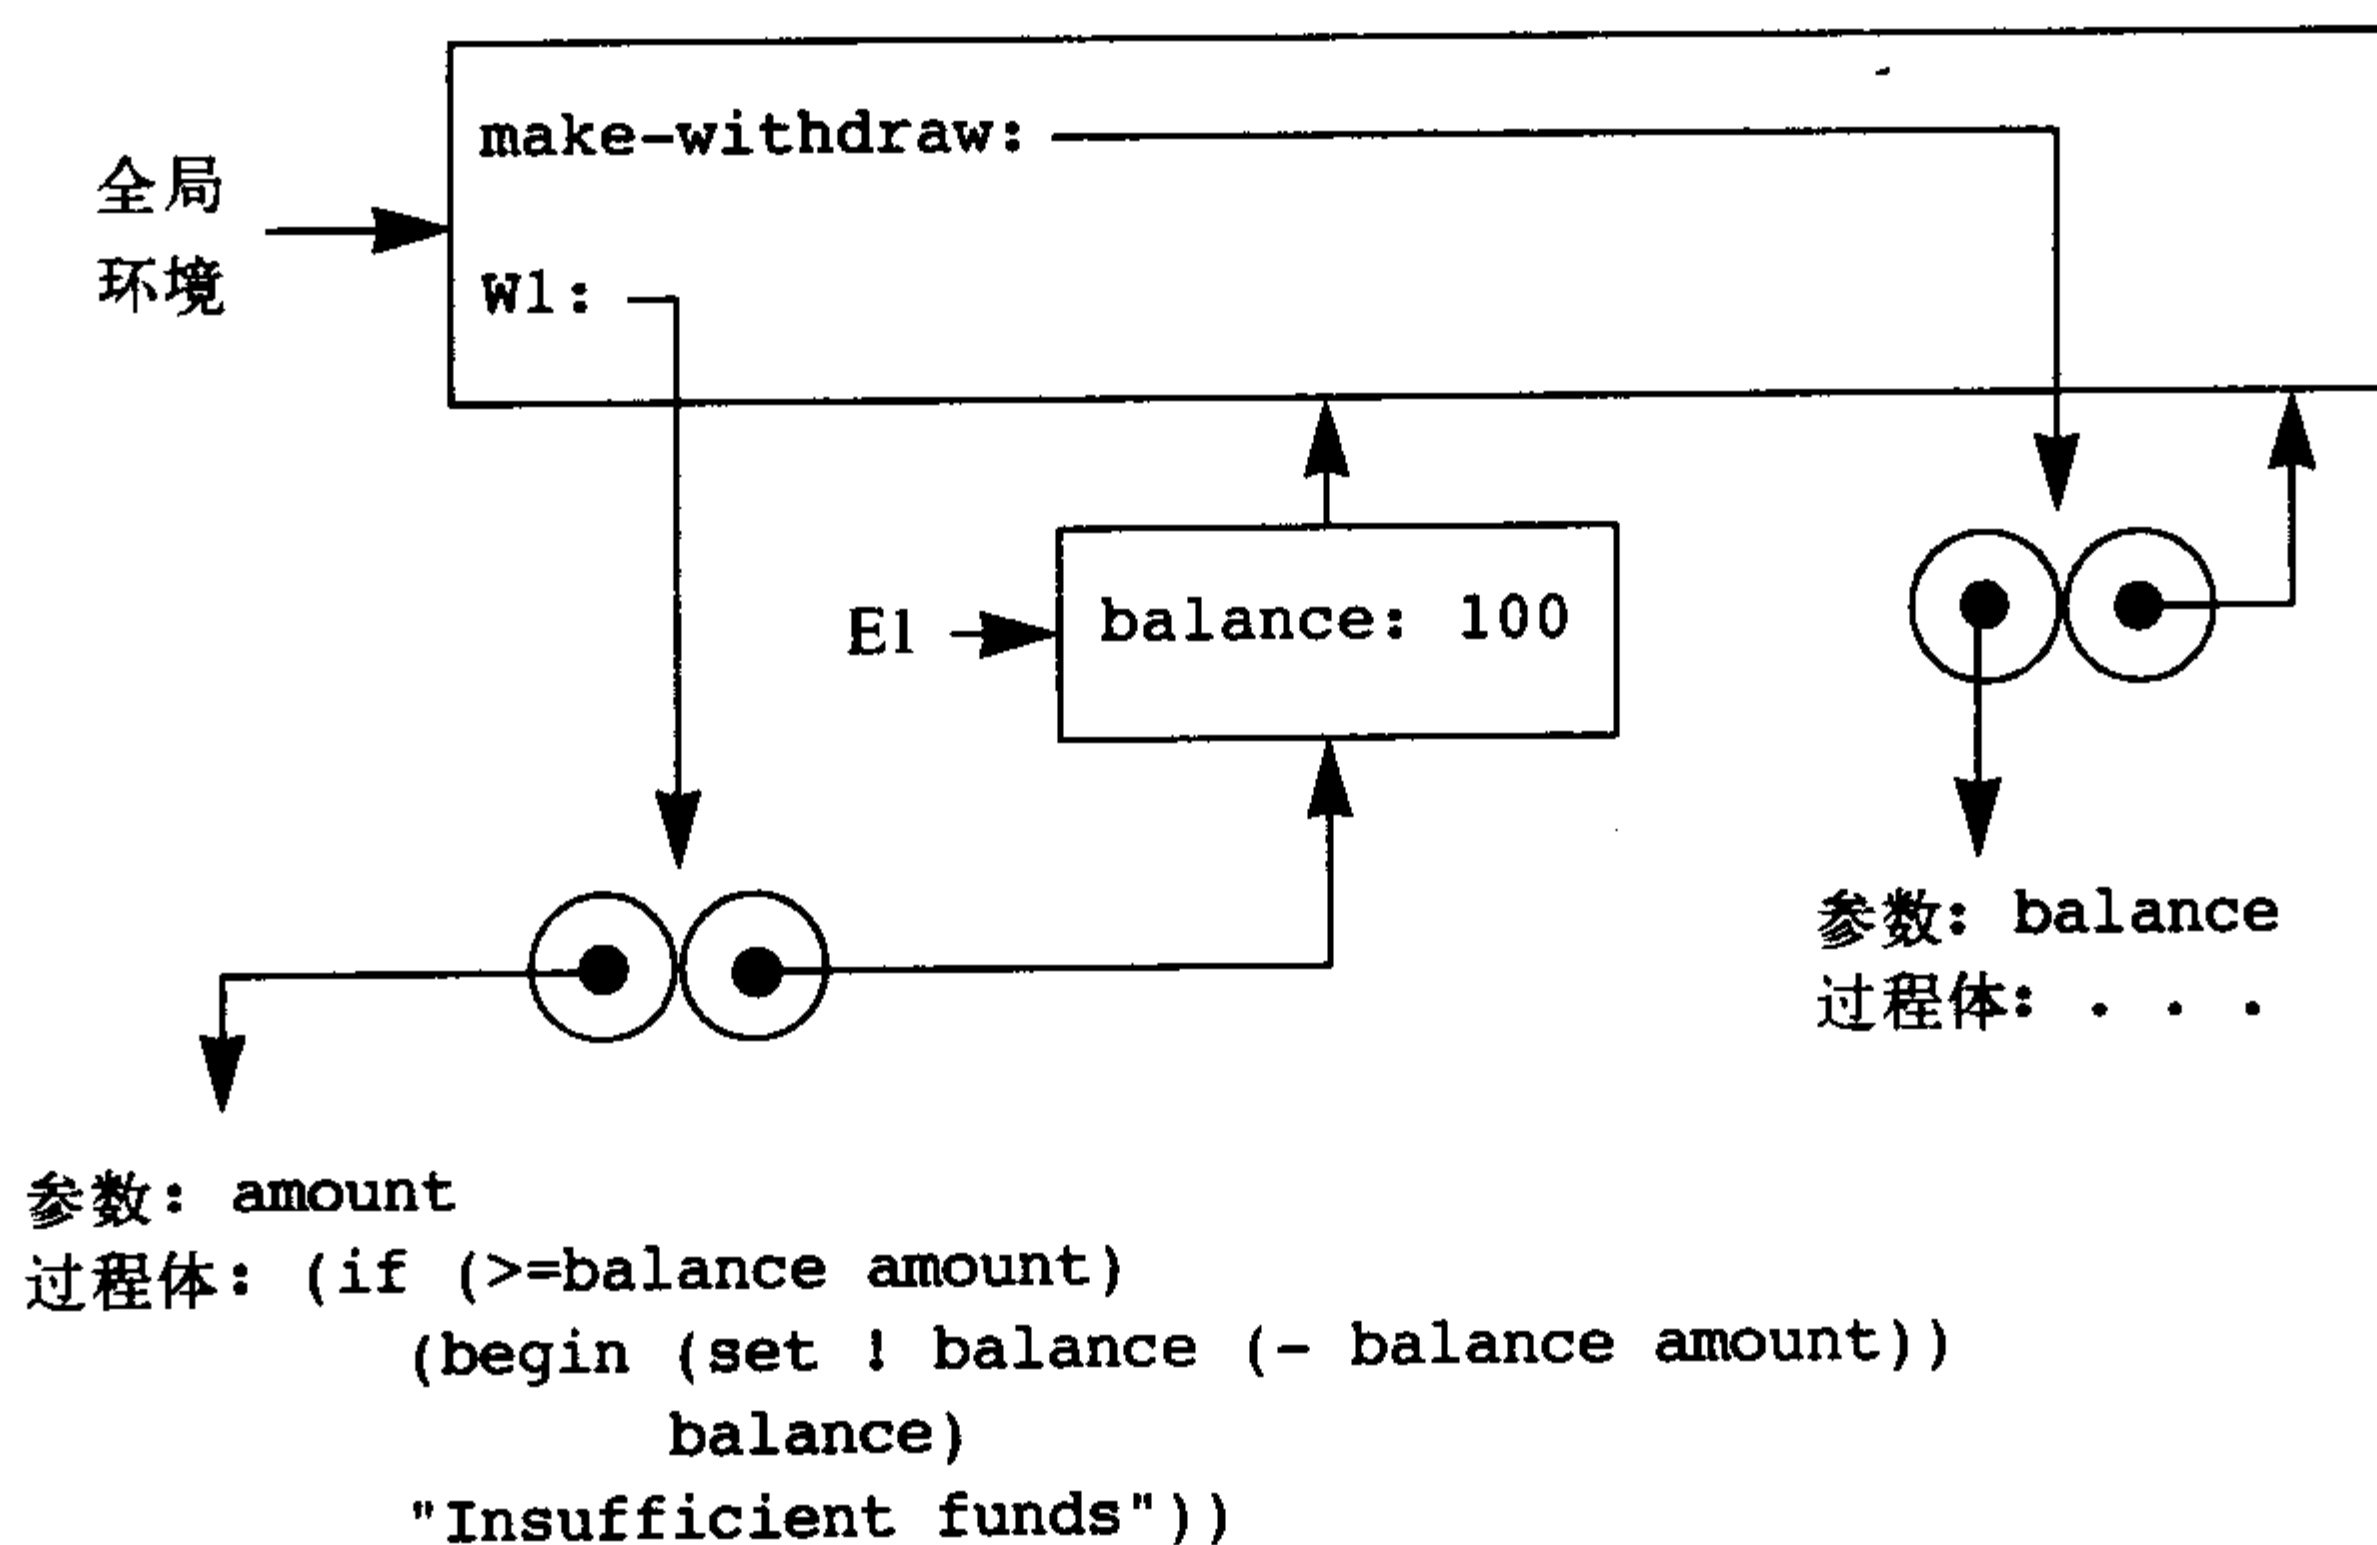 make-withdraw:
全局
环境
W1:
E1
balance: 100
参数: balance
过程体: . . .
参数: amount
过程体: (if (>=balance amount)
(begin (set ! balance (- balance amount))
balance)
"Insufficient funds"))